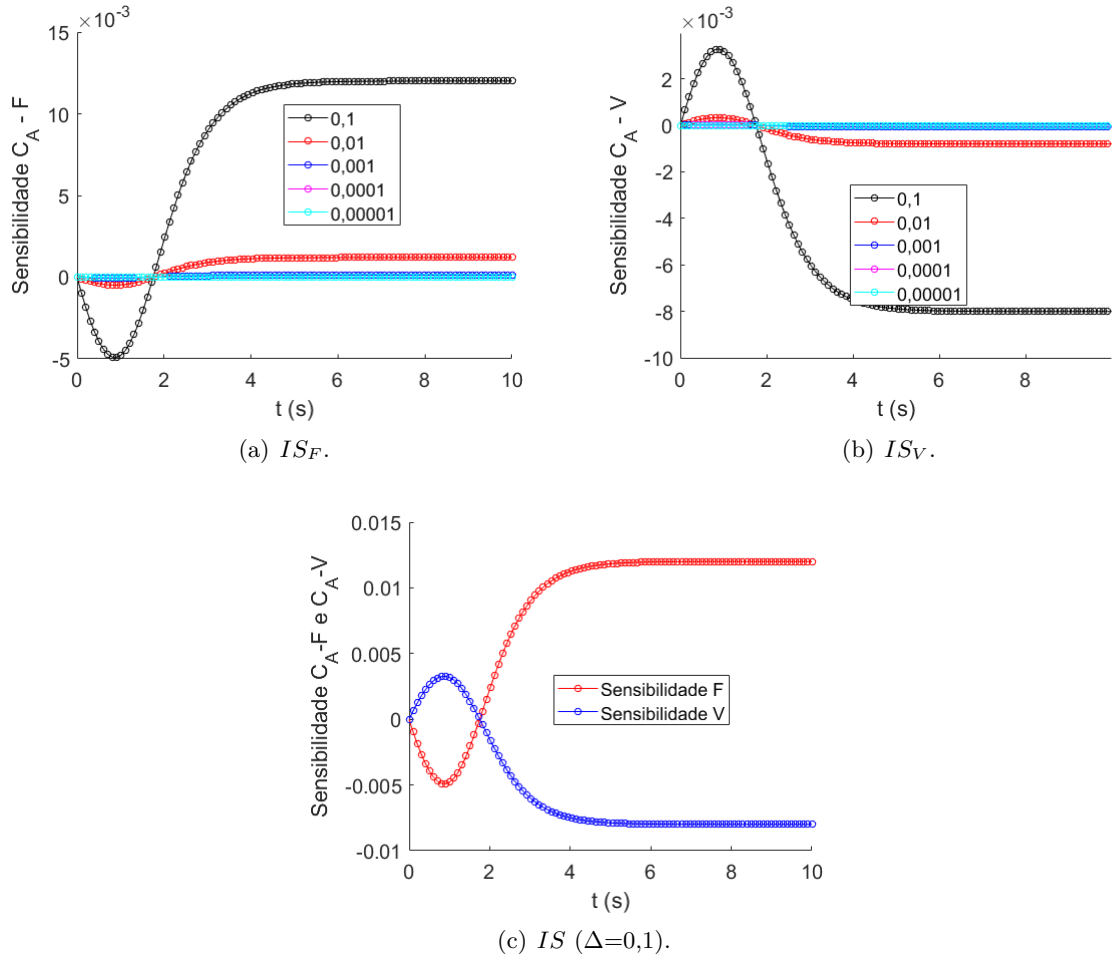 ×10⁻³
15
10
5
0
-5
Sensibilidade C_A - F
0,1
0,01
0,001
0,0001
0,00001
0 2 4 6 8 10
t (s)
(a) IS_F.
×10⁻³
2
0
-2
-4
-6
-8
-10
Sensibilidade C_A - V
0,1
0,01
0,001
0,0001
0,00001
0 2 4 6 8
t (s)
(b) IS_V.
0.015
0.01
0.005
0
-0.005
-0.01
Sensibilidade C_A-F e C_A-V
Sensibilidade F
Sensibilidade V
0 2 4 6 8 10
t (s)
(c) IS (Δ=0,1).